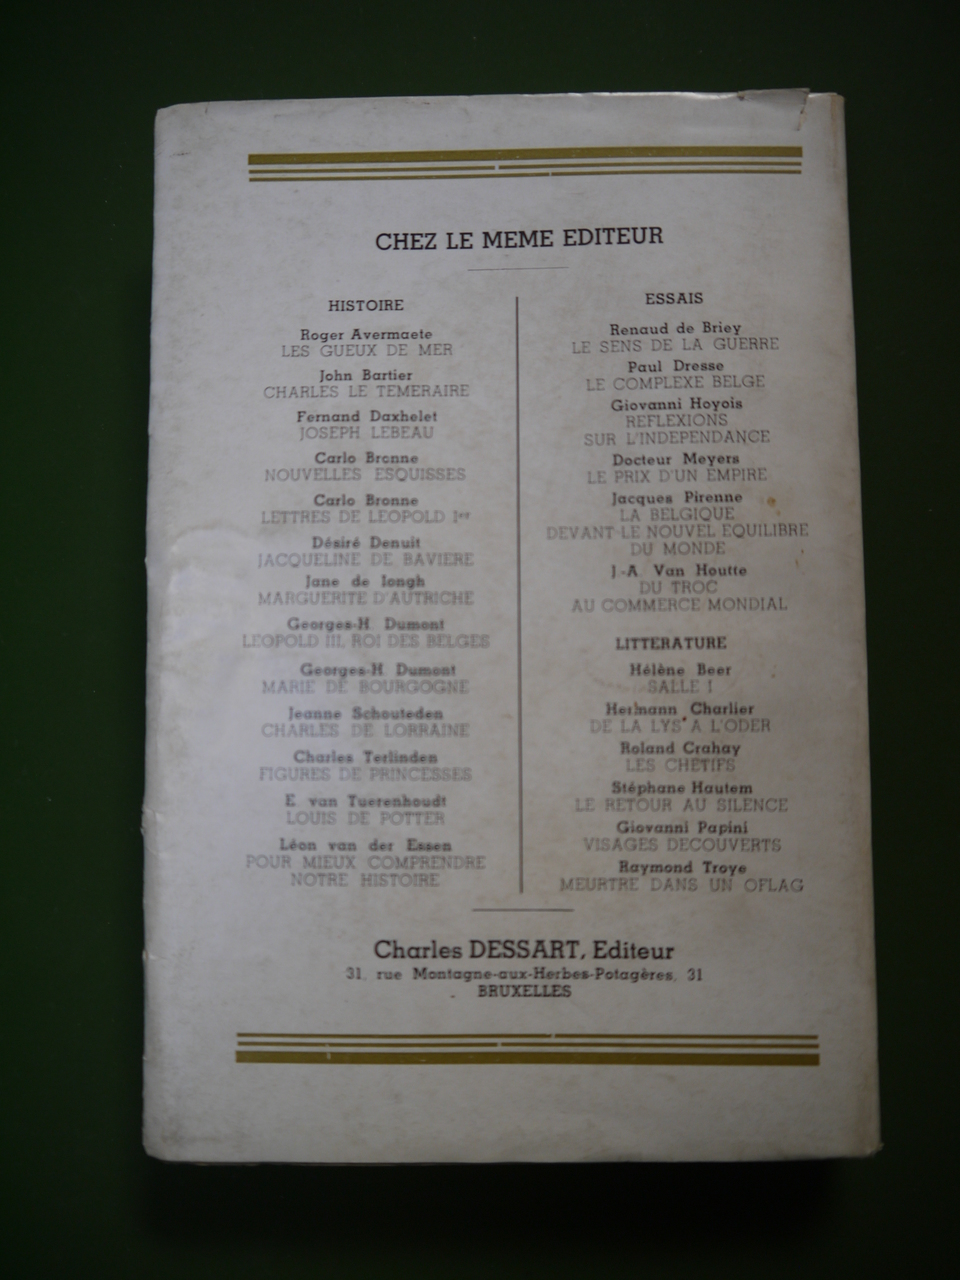 CHEZ LE MEME EDITEUR
HISTOIRE
Roger Avermaete
LES GUEUX DE MER
John Bartier
CHARLES LE TEMERAIRE
Fernand Daxhelet
JOSEPH LEBEAU
Carlo Bronne
NOUVELLES ESQUISSES
Carlo Bronne
LETTRES DE LEOPOLD Ier
Désiré Denuit
JACQUELINE DE BAVIERE
Jane de Iongh
MARGUERITE D'AUTRICHE
Georges-H. Dumont
LEOPOLD III, ROI DES BELGES
Georges-H. Dumont
MARIE DE BOURGOGNE
Jeanne Schouteden
CHARLES DE LORRAINE
Charles Terlinden
FIGURES DE PRINCESSES
E. van Tuerenhoudt
LOUIS DE POTTER
Léon van der Essen
POUR MIEUX COMPRENDRE
NOTRE HISTOIRE
ESSAIS
Renaud de Briey
LE SENS DE LA GUERRE
Paul Dresse
LE COMPLEXE BELGE
Giovanni Hoyois
REFLEXIONS
SUR L'INDEPENDANCE
Docteur Meyers
LE PRIX D'UN EMPIRE
Jacques Pirenne
LA BELGIQUE
DEVANT LE NOUVEL EQUILIBRE
DU MONDE
J.-A. Van Houtte
DU TROC
AU COMMERCE MONDIAL
LITTERATURE
Hélène Beer
SALLE I
Hermann Charlier
DE LA LYS A L'ODER
Roland Crahay
LES CHETIFS
Stéphane Hautem
LE RETOUR AU SILENCE
Giovanni Papini
VISAGES DECOUVERTS
Raymond Troye
MEURTRE DANS UN OFLAG
Charles DESSART, Editeur
31, rue Montagne-aux-Herbes-Potagères, 31
BRUXELLES